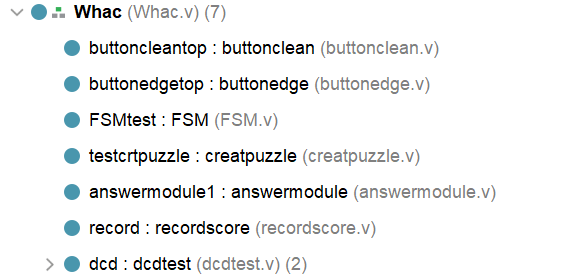 Whac (Whac.v) (7)
buttoncleantop : buttonclean (buttonclean.v)
buttonedgetop : buttonedge (buttonedge.v)
FSMtest : FSM (FSM.v)
testcrtpuzzle : creatpuzzle (creatpuzzle.v)
answermodule1 : answermodule (answermodule.v)
record : recordscore (recordscore.v)
dcd : dcdtest (dcdtest.v) (2)